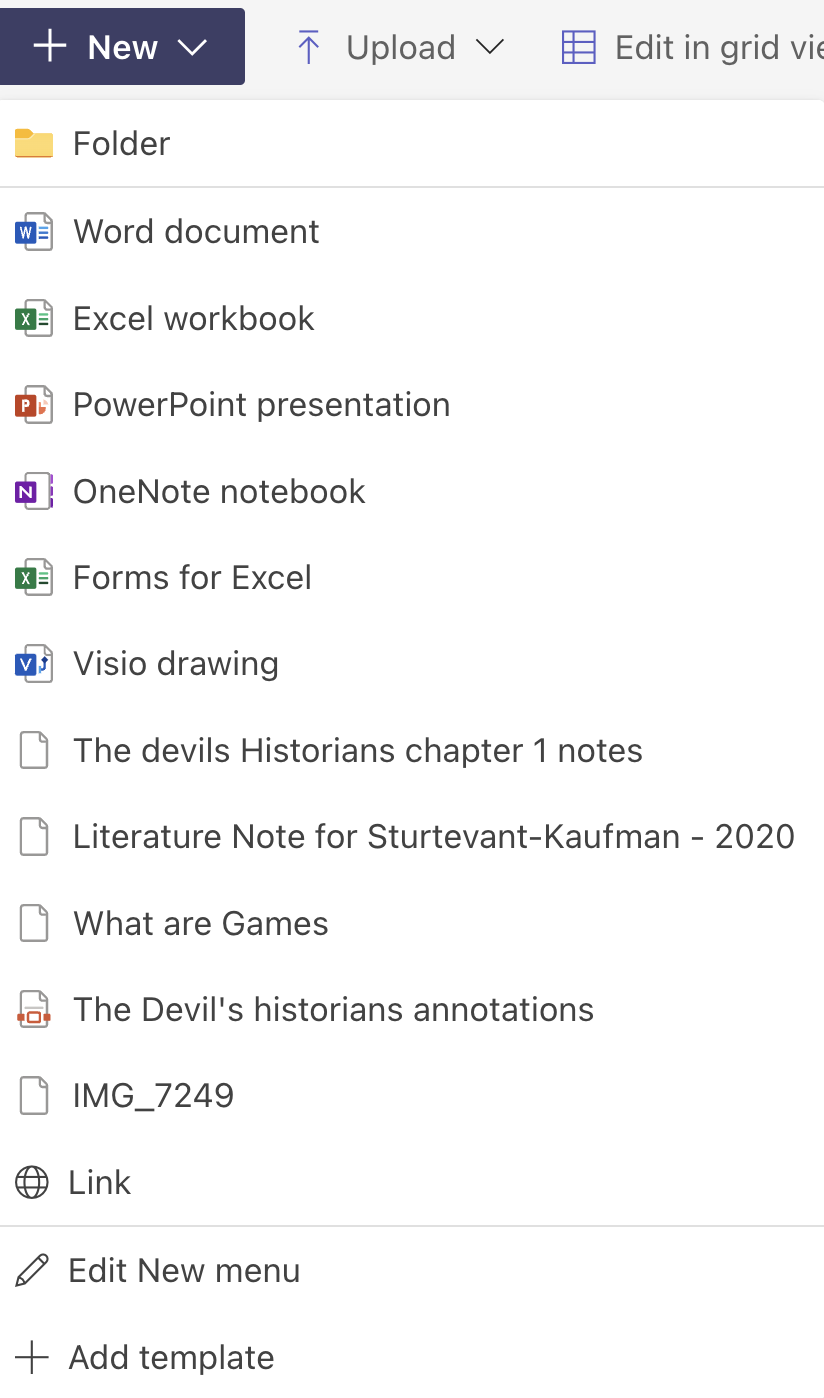 New
Upload
Edit in grid vie
Folder
Word document
Excel workbook
PowerPoint presentation
OneNote notebook
Forms for Excel
Visio drawing
The devils Historians chapter 1 notes
Literature Note for Sturtevant-Kaufman - 2020
What are Games
The Devil's historians annotations
IMG_7249
Link
Edit New menu
Add template